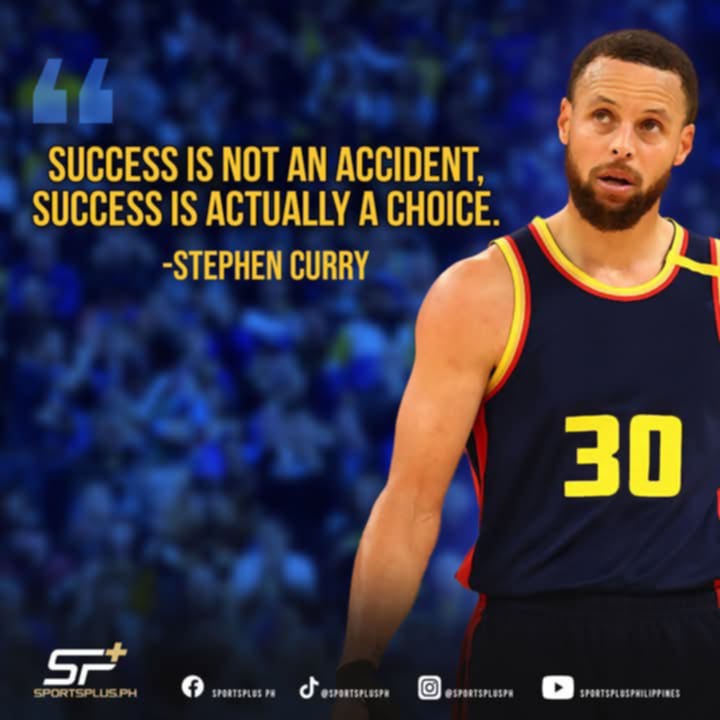 SUCCESS IS NOT AN ACCIDENT,
SUCCESS IS ACTUALLY A CHOICE.
-STEPHEN CURRY
30
SP+
SPORTSPLUS.PH
SPORTSPLUS PH
@SPORTSPLUSPH
@SPORTSPLUSPH
SPORTSPLUSPHILIPPINES